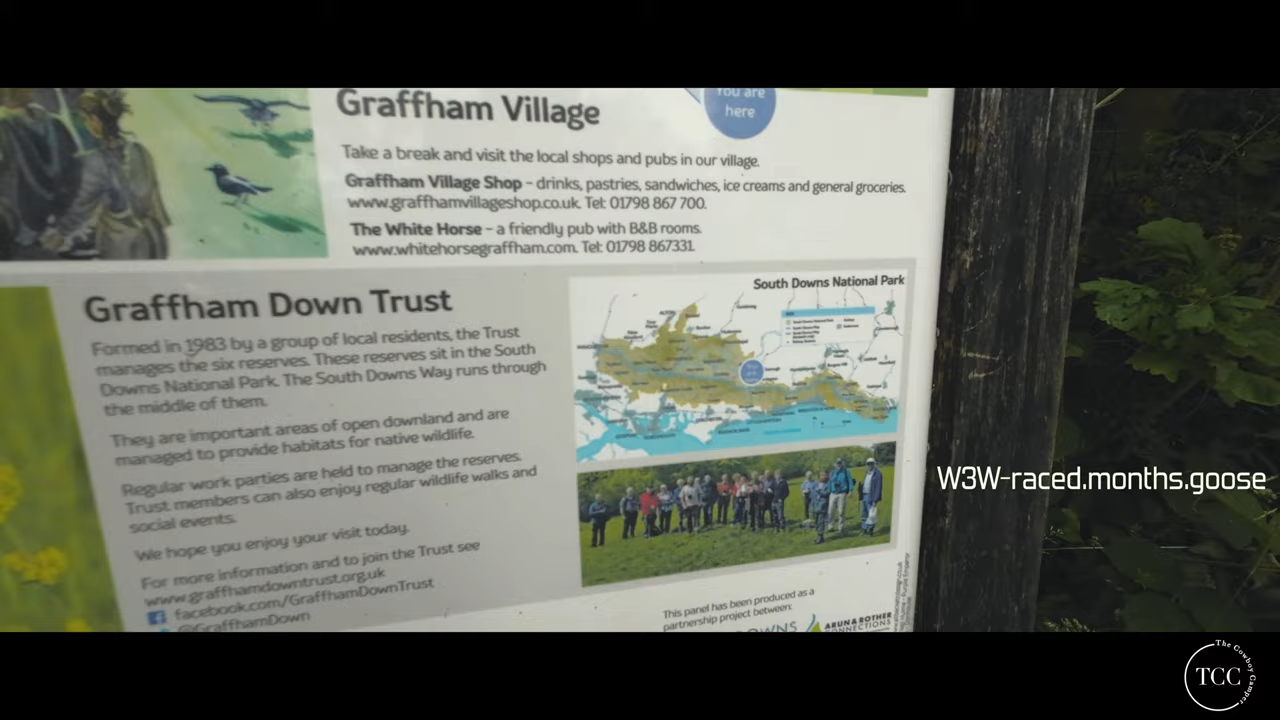 Graffham Village
You are
here
Take a break and visit the local shops and pubs in our village.
Graffham Village Shop – drinks, pastries, sandwiches, ice creams and general groceries.
www.graffhamvillageshop.co.uk. Tel: 01798 867 700.
The White Horse – a friendly pub with B&B rooms.
www.whitehorsegraffham.com. Tel: 01798 867331.
Graffham Down Trust
Formed in 1983 by a group of local residents, the Trust
manages the six reserves. These reserves sit in the South
Downs National Park. The South Downs Way runs through
the middle of them.
They are important areas of open downland and are
managed to provide habitats for native wildlife.
Regular work parties are held to manage the reserves.
Trust members can also enjoy regular wildlife walks and
social events.
We hope you enjoy your visit today.
For more information and to join the Trust see
www.graffhamdowntrust.org.uk
facebook.com/GraffhamDownTrust
@GraffhamDown
South Downs National Park
This panel has been produced as a
partnership project between:
ARUN & ROTHER
CONNECTIONS
W3W-raced.months.goose
TCC
The Cowboy Camper